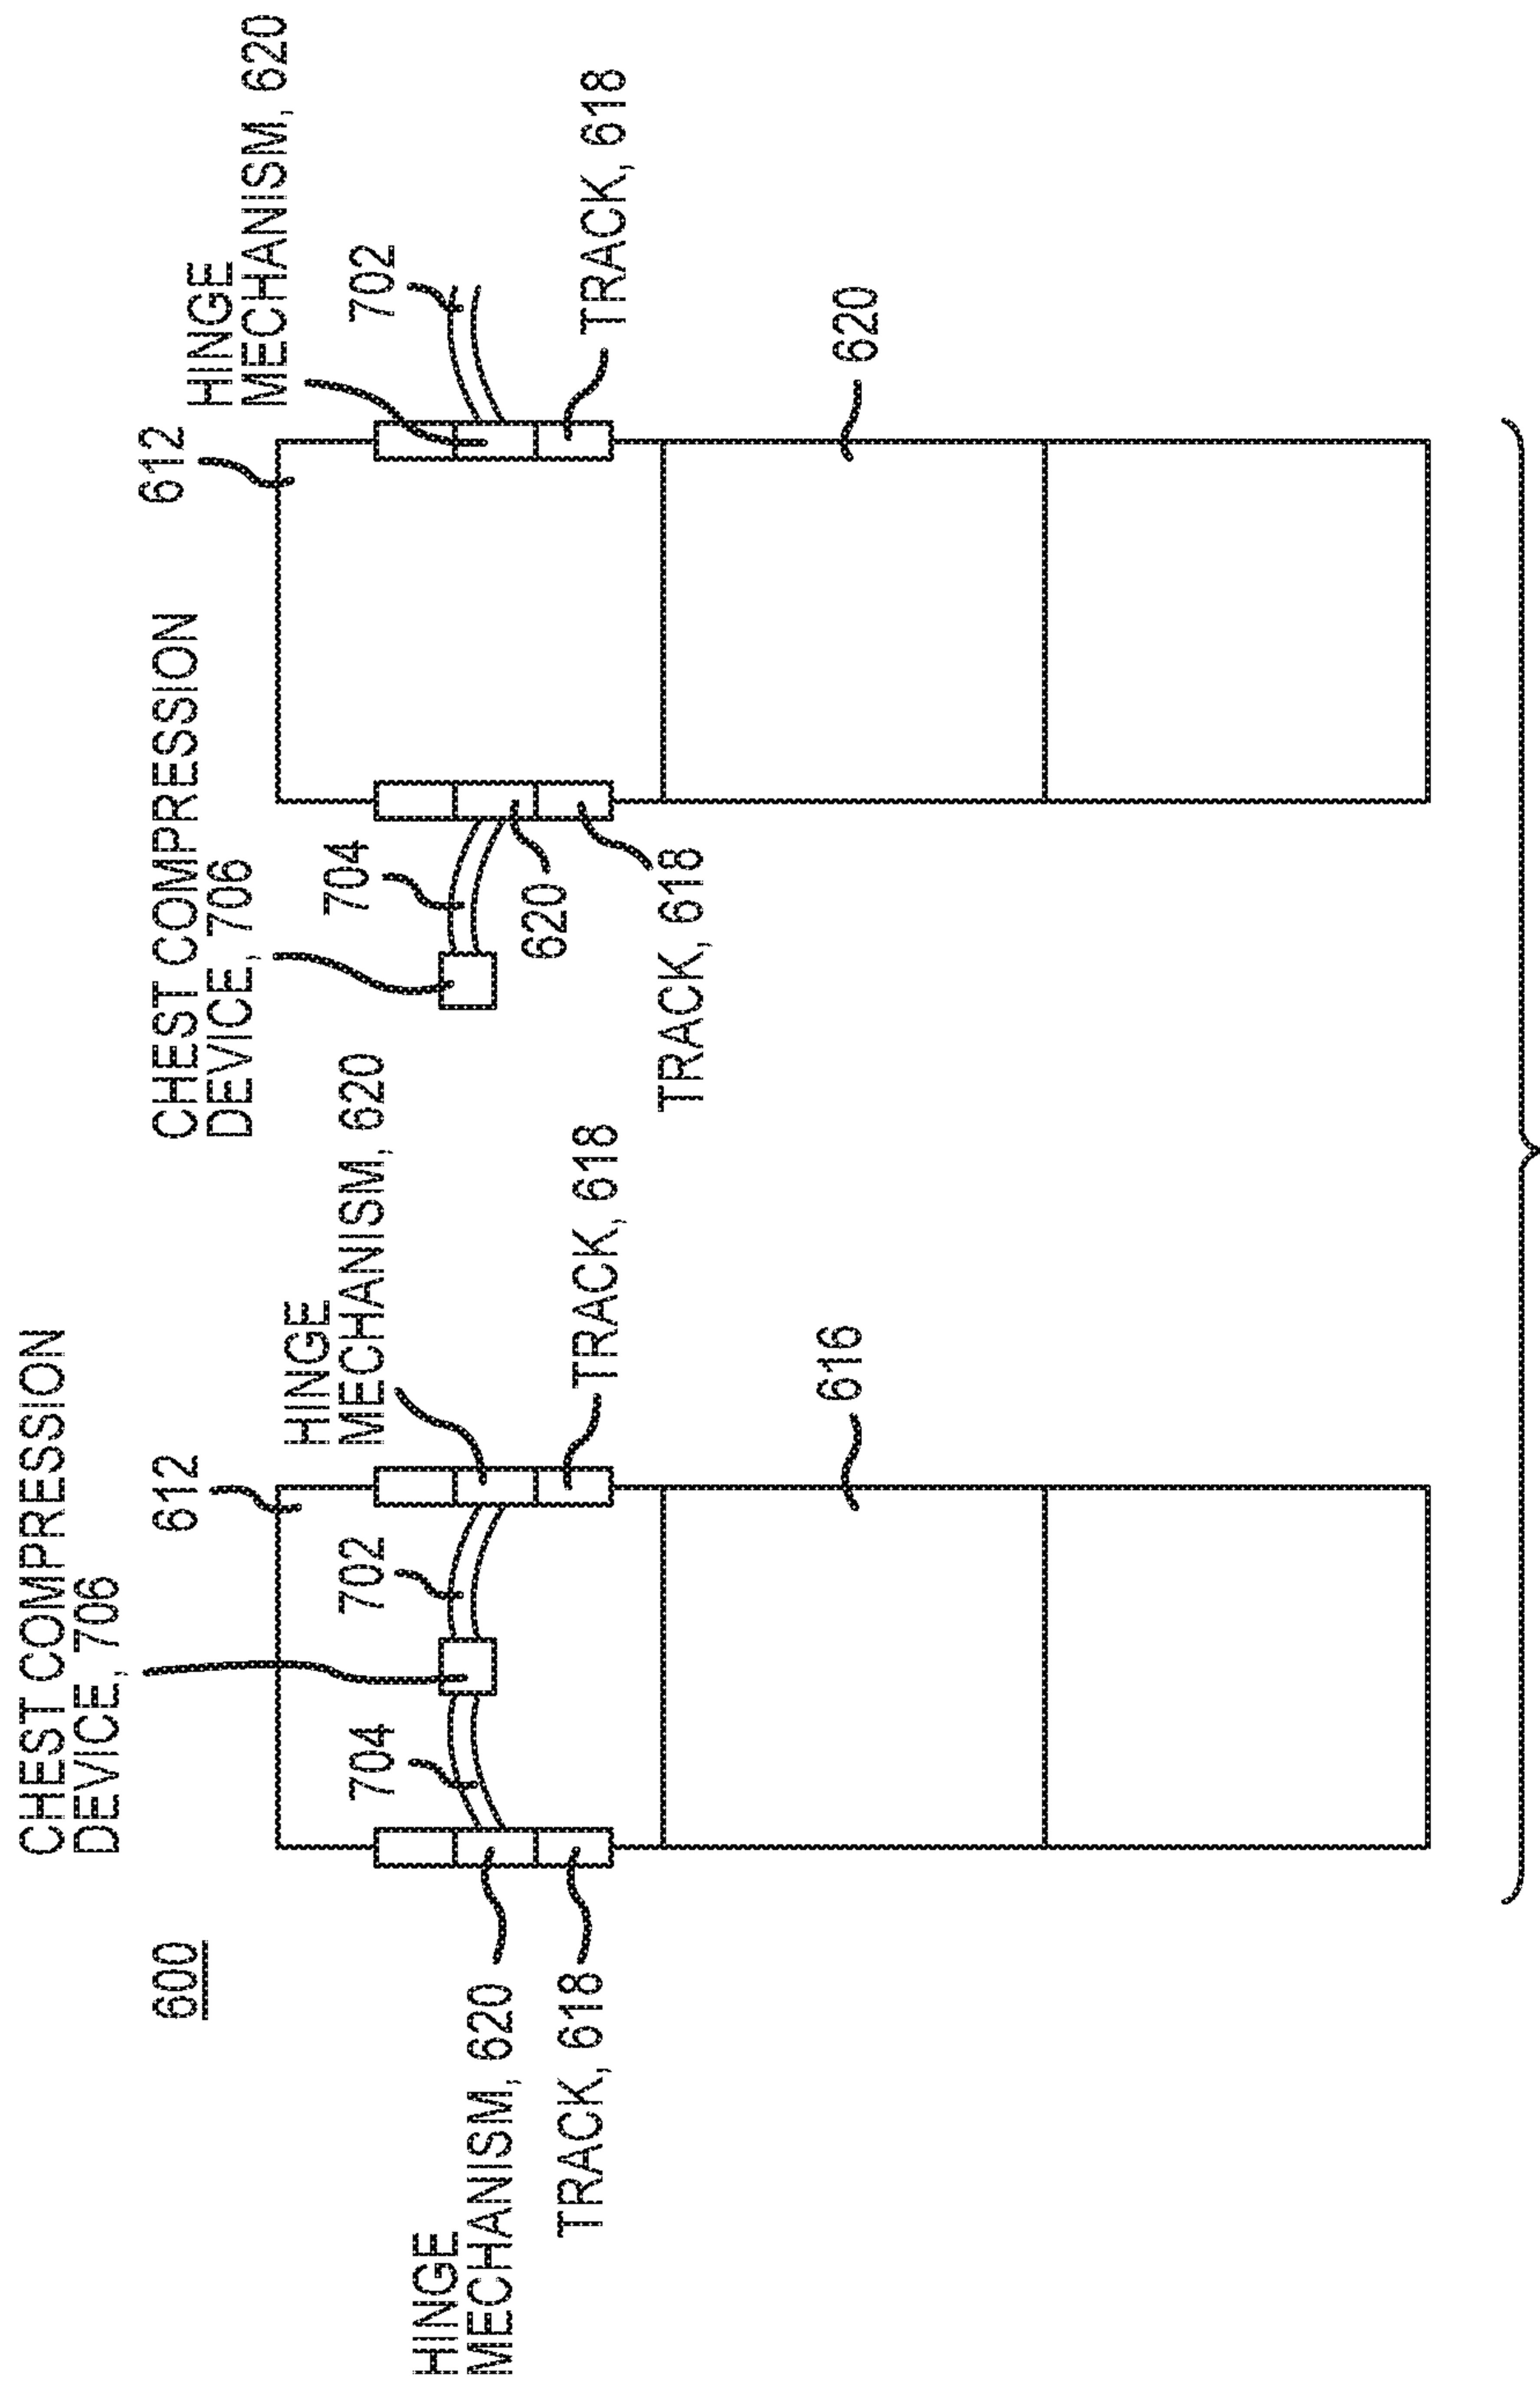 600
CHEST COMPRESSION
DEVICE, 706
612
HINGE
MECHANISM, 620
TRACK, 618
704
702
HINGE
MECHANISM, 620
TRACK, 618
616
CHEST COMPRESSION
DEVICE, 706
704
620
TRACK, 618
612
HINGE
MECHANISM, 620
702
TRACK, 618
620